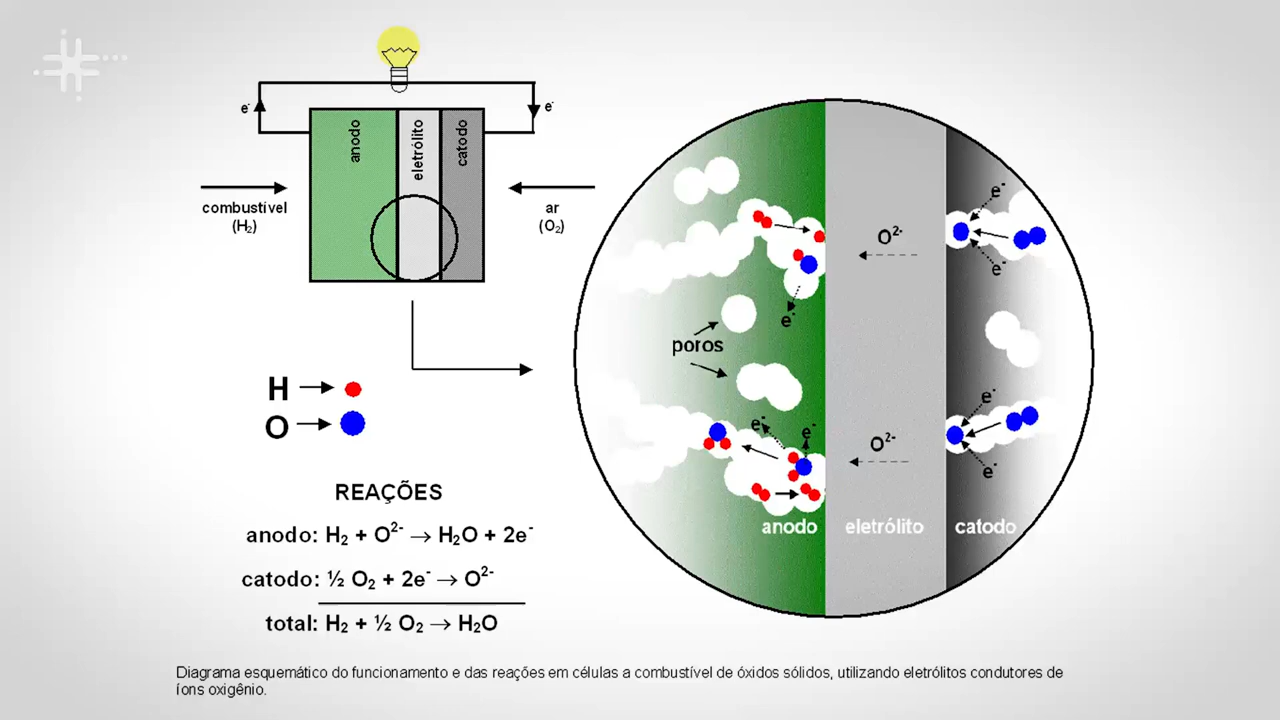 e-
e-
anodo
eletrólito
catodo
combustível
(H₂)
ar
(O₂)
H
O
REAÇÕES
anodo: H₂ + O²⁻ → H₂O + 2e⁻
catodo: ½ O₂ + 2e⁻ → O²⁻
total: H₂ + ½ O₂ → H₂O
e-
O²⁻
e-
e-
poros
e-
e-
e-
O²⁻
e-
anodo
eletrólito
catodo
Diagrama esquemático do funcionamento e das reações em células a combustível de óxidos sólidos, utilizando eletrólitos condutores de
íons oxigênio.